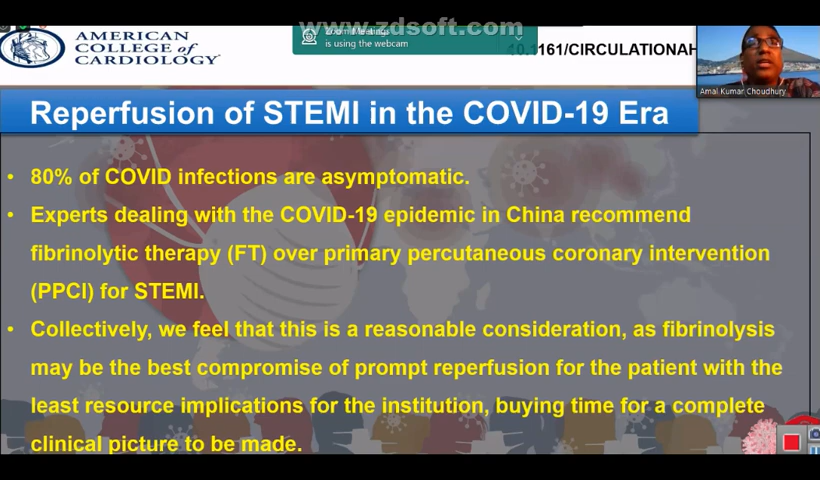 www.zdsoft.com
AMERICAN
COLLEGE of
CARDIOLOGY
Zoom Meetings
is using the webcam
.1161/CIRCULATIONAH
Amal Kumar Choudhury
Reperfusion of STEMI in the COVID-19 Era
• 80% of COVID infections are asymptomatic.
• Experts dealing with the COVID-19 epidemic in China recommend
fibrinolytic therapy (FT) over primary percutaneous coronary intervention
(PPCI) for STEMI.
• Collectively, we feel that this is a reasonable consideration, as fibrinolysis
may be the best compromise of prompt reperfusion for the patient with the
least resource implications for the institution, buying time for a complete
clinical picture to be made.